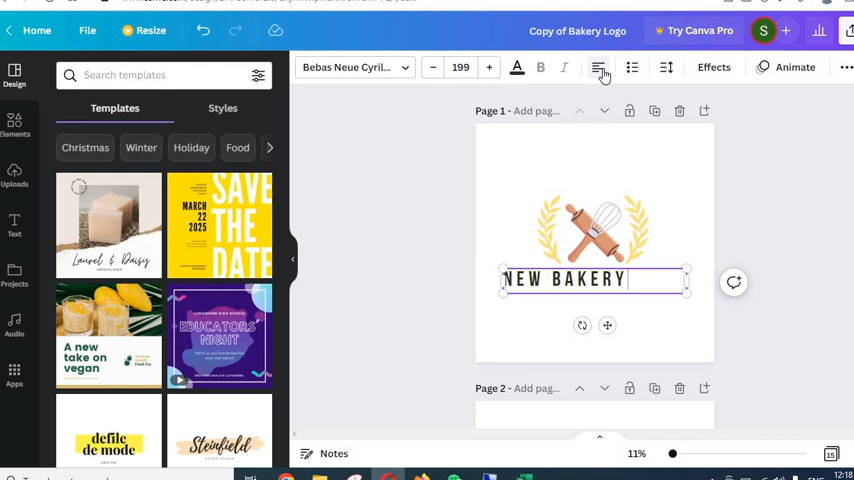 Home
File
Resize
Copy of Bakery Logo
Try Canva Pro
S
Design
Elements
Uploads
Text
Projects
Audio
Apps
Search templates
Templates
Styles
Christmas
Winter
Holiday
Food
Laurel & Daisy
MARCH
22
2025
SAVE
THE
DATE
A new
take on
vegan
EDUCATORS'
NIGHT
defile
de mode
Steinfield
Bebas Neue Cyril...
199
A
B
I
Effects
Animate
Page 1 - Add pag...
NEW BAKERY
Page 2 - Add pag...
Notes
11%
15
12:18